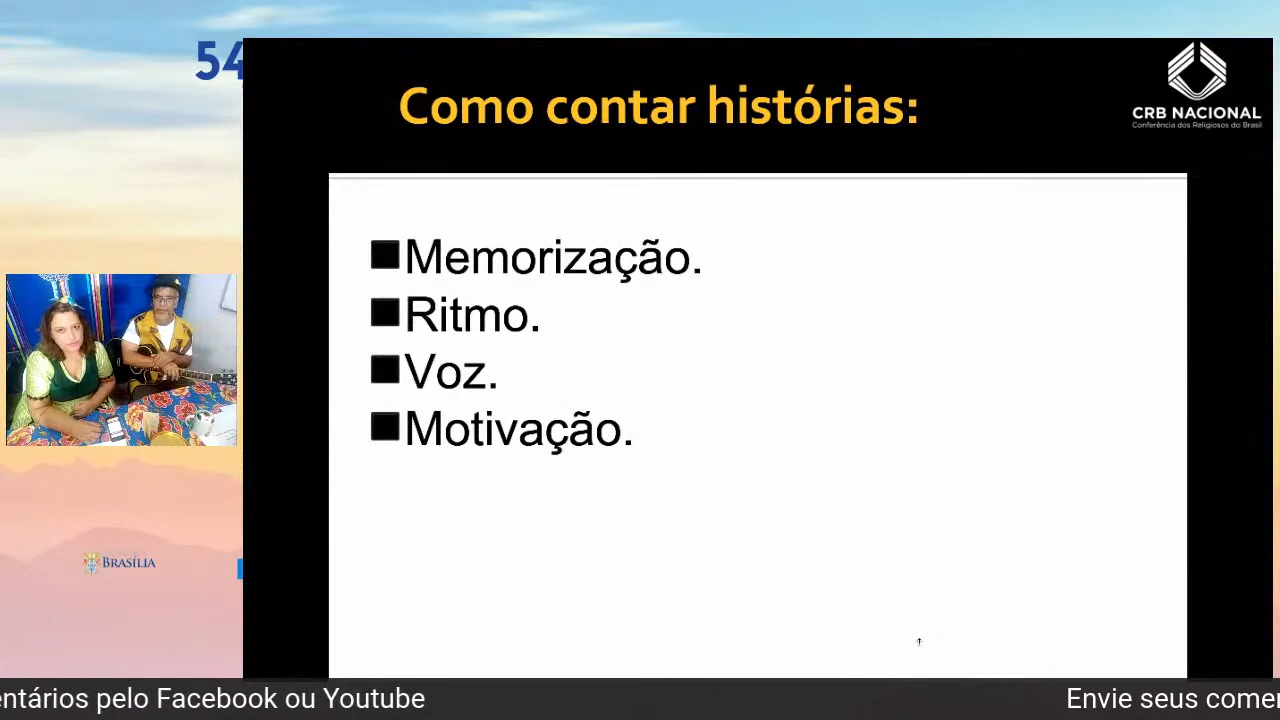 54
Como contar histórias:
CRB NACIONAL
Conferência dos Religiosos do Brasil
Memorização.
Ritmo.
Voz.
Motivação.
BRASÍLIA
entários pelo Facebook ou Youtube
Envie seus comen